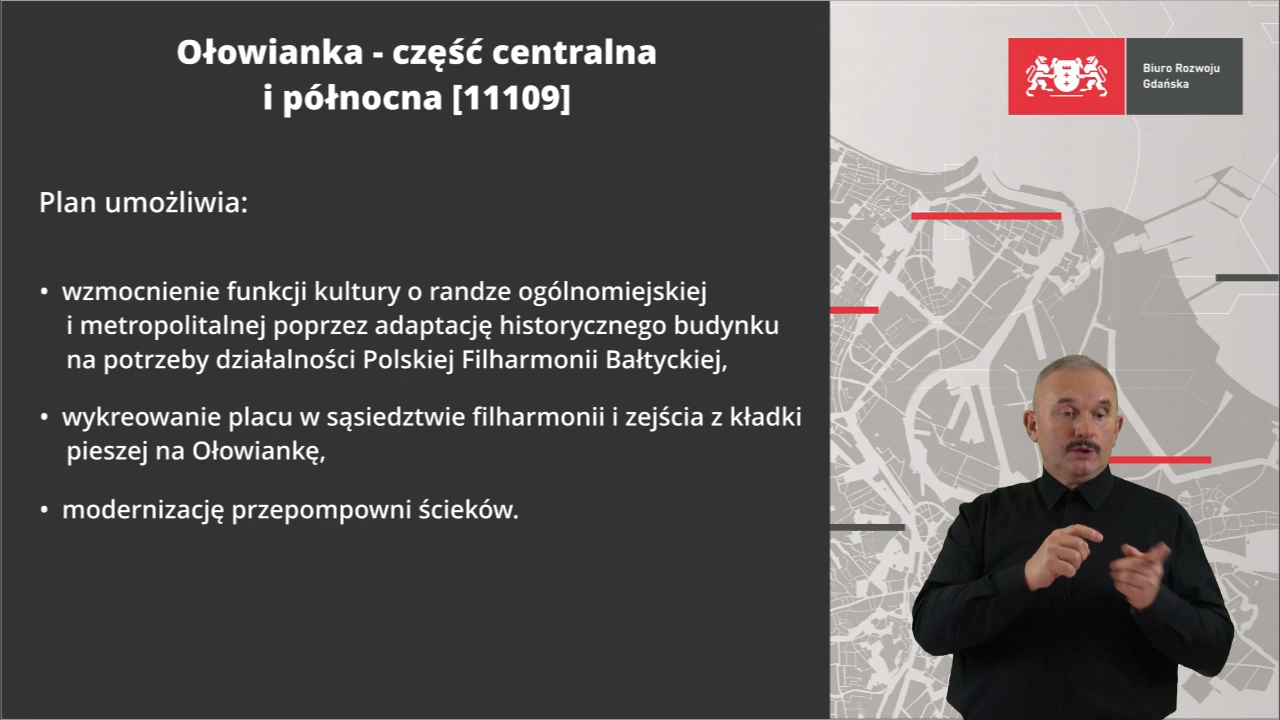 Ołowianka - część centralna
i północna [11109]
Plan umożliwia:
• wzmocnienie funkcji kultury o randze ogólnomiejskiej
i metropolitalnej poprzez adaptację historycznego budynku
na potrzeby działalności Polskiej Filharmonii Bałtyckiej,
• wykreowanie placu w sąsiedztwie filharmonii i zejścia z kładki
pieszej na Ołowiankę,
• modernizację przepompowni ścieków.
Biuro Rozwoju
Gdańska